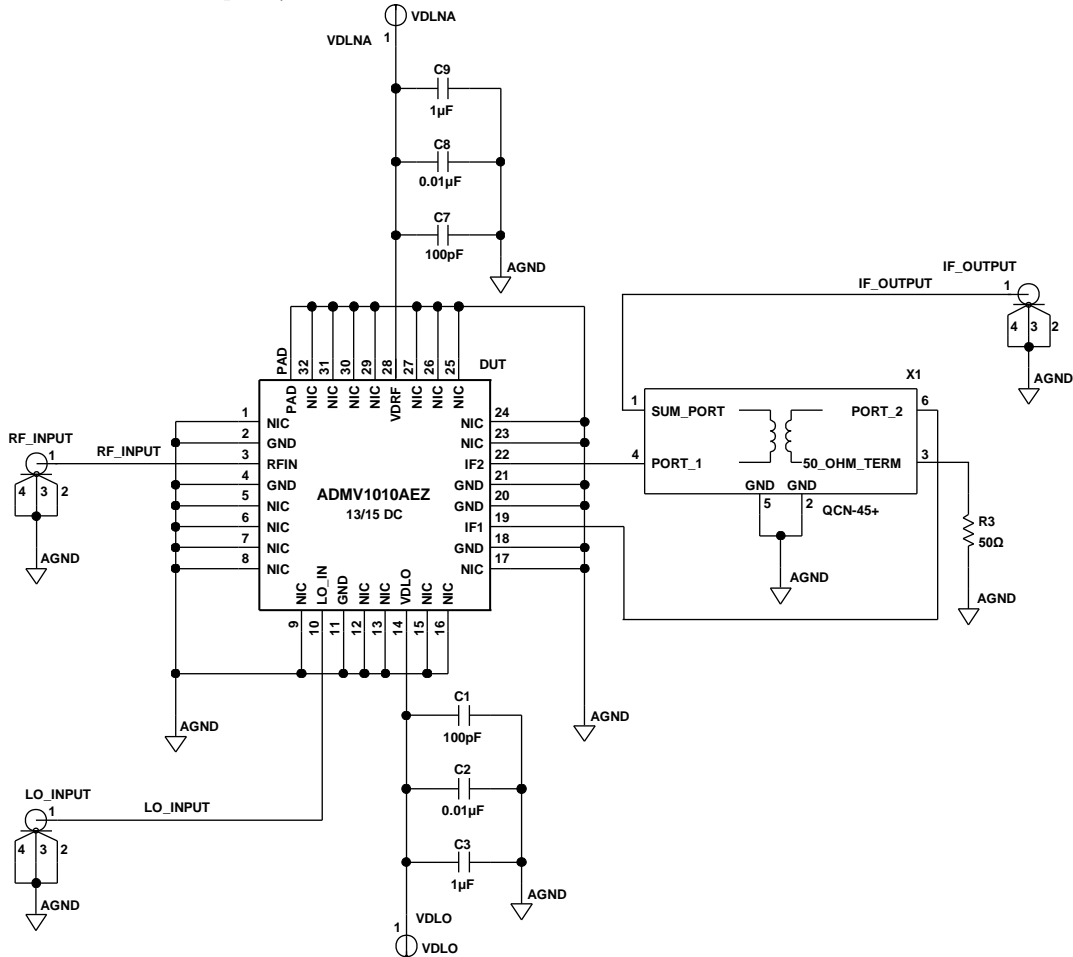 VDLNA
VDLNA 1
C9
1µF
C8
0.01µF
C7
100pF
AGND
IF_OUTPUT
IF_OUTPUT 1
4 3 2
AGND
PAD 32 31 30 29 28 27 26 25 DUT
PAD NIC NIC NIC NIC VDRF NIC NIC NIC
1 NIC
2 GND
RF_INPUT
1 RF_INPUT 3 RFIN
4 3 2
AGND
4 GND
5 NIC
6 NIC
7 NIC
8 NIC
ADMV1010AEZ
13/15 DC
NIC 24
NIC 23
IF2 22
GND 21
GND 20
IF1 19
GND 18
NIC 17
NIC LO_IN GND NIC NIC VDLO NIC NIC
9 10 11 12 13 14 15 16
X1
1 SUM_PORT PORT_2 6
4 PORT_1 50_OHM_TERM 3
GND GND
5 2 QCN-45+
AGND
R3
50Ω
AGND
AGND
AGND
C1
100pF
C2
0.01µF
C3
1µF
AGND
LO_INPUT
1 LO_INPUT
4 3 2
AGND
VDLO
1
VDLO